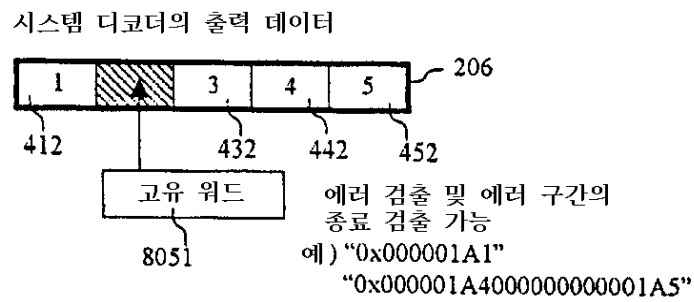 시스템 디코더의 출력 데이터
1 3 4 5
206
412 432 442 452
고유 워드
8051
에러 검출 및 에러 구간의
종료 검출 가능
예) "0x000001A1"
"0x000001A4000000000001A5"